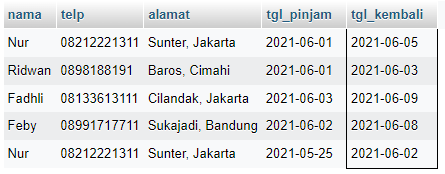 nama telp alamat tgl_pinjam tgl_kembali
Nur 08212221311 Sunter, Jakarta 2021-06-01 2021-06-05
Ridwan 0898188191 Baros, Cimahi 2021-06-01 2021-06-03
Fadhli 08133613111 Cilandak, Jakarta 2021-06-03 2021-06-09
Feby 08991717711 Sukajadi, Bandung 2021-06-02 2021-06-08
Nur 08212221311 Sunter, Jakarta 2021-05-25 2021-06-02